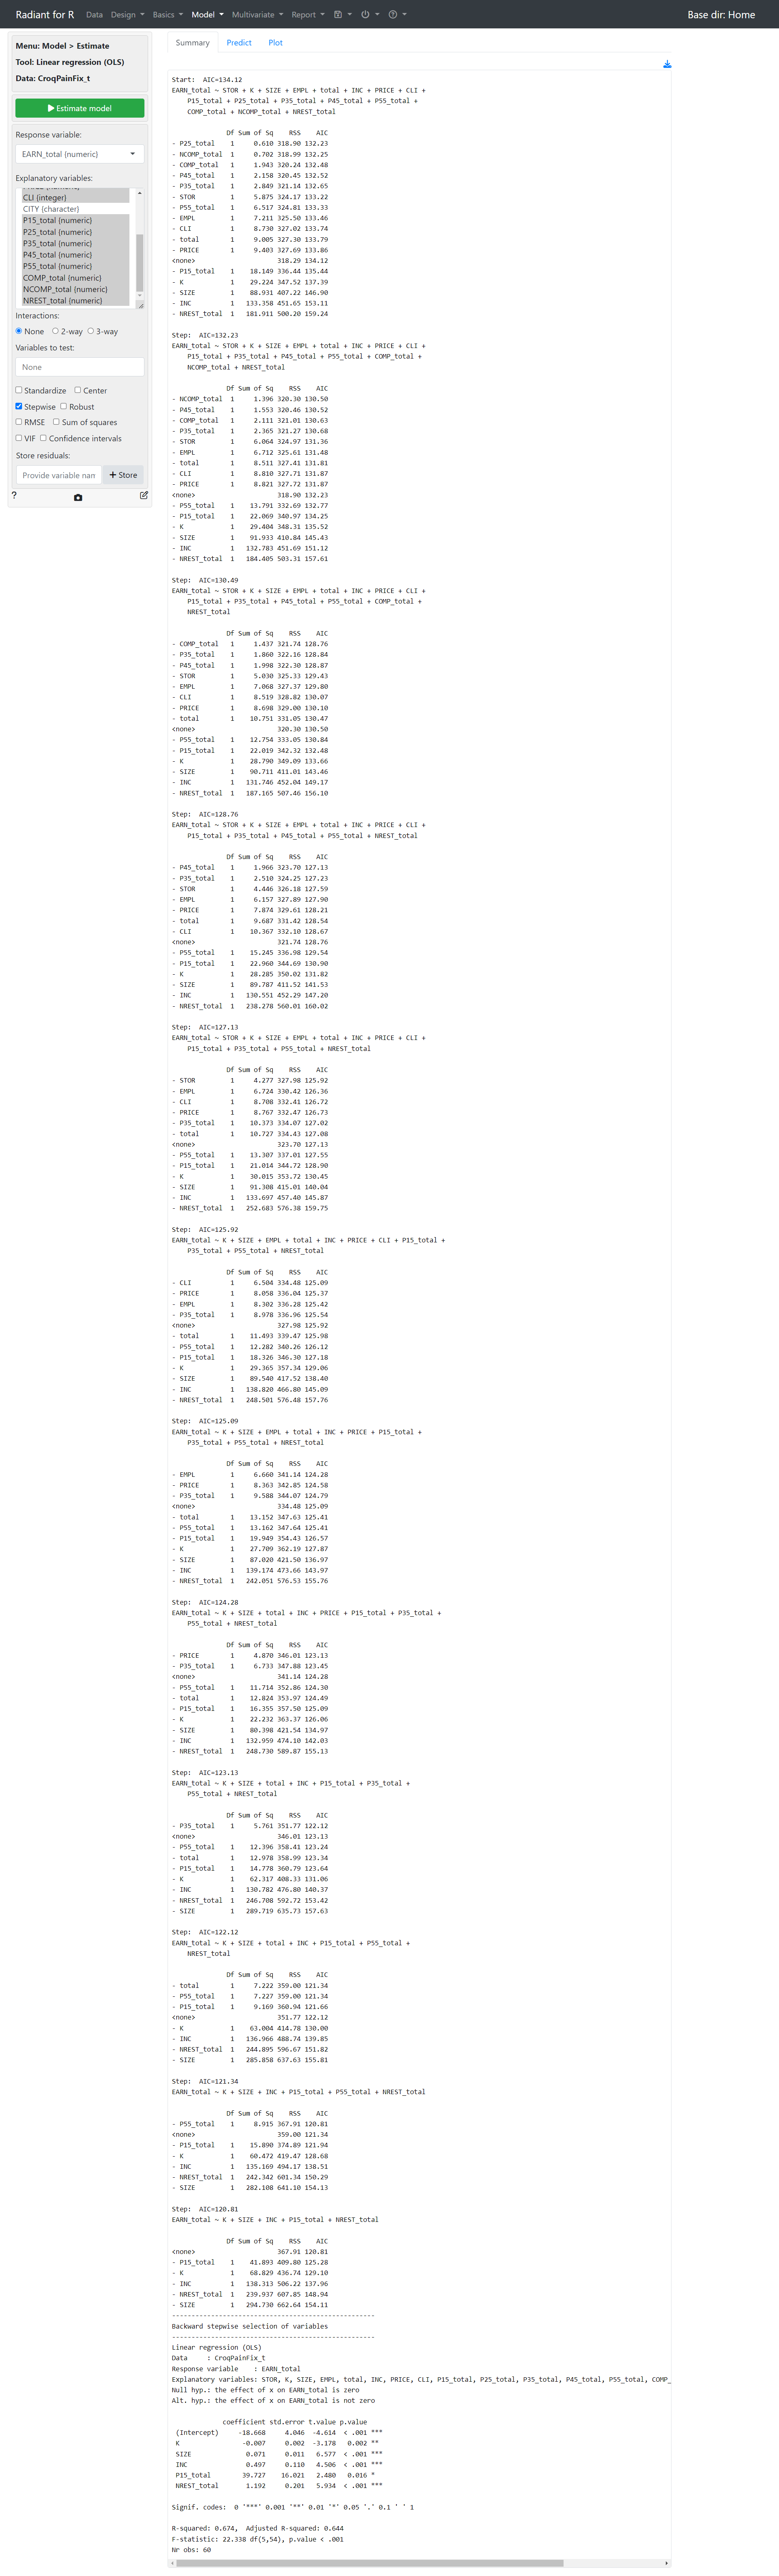 Radiant for R Data Design Basics Model Multivariate Report Base dir: Home
Menu: Model > Estimate
Tool: Linear regression (OLS)
Data: CroqPainFix_t
Estimate model
Response variable:
EARN_total {numeric}
Explanatory variables:
CLI {integer}
CITY {character}
P15_total {numeric}
P25_total {numeric}
P35_total {numeric}
P45_total {numeric}
P55_total {numeric}
COMP_total {numeric}
NCOMP_total {numeric}
NREST_total {numeric}
Interactions:
None 2-way 3-way
Variables to test:
None
Standardize Center
Stepwise Robust
RMSE Sum of squares
VIF Confidence intervals
Store residuals:
Provide variable nam + Store
?
Summary Predict Plot
Start:  AIC=134.12
EARN_total ~ STOR + K + SIZE + EMPL + total + INC + PRICE + CLI +
P15_total + P25_total + P35_total + P45_total + P55_total +
COMP_total + NCOMP_total + NREST_total
Df Sum of Sq RSS AIC
- P25_total 1 0.610 318.90 132.23
- NCOMP_total 1 0.702 318.99 132.25
- COMP_total 1 1.943 320.24 132.48
- P45_total 1 2.158 320.45 132.52
- P35_total 1 2.849 321.14 132.65
- STOR 1 5.875 324.17 133.22
- P55_total 1 6.517 324.81 133.33
- EMPL 1 7.211 325.50 133.46
- CLI 1 8.730 327.02 133.74
- total 1 9.005 327.30 133.79
- PRICE 1 9.403 327.69 133.86
<none> 318.29 134.12
- P15_total 1 18.149 336.44 135.44
- K 1 29.224 347.52 137.39
- SIZE 1 88.931 407.22 146.90
- INC 1 133.358 451.65 153.11
- NREST_total 1 181.911 500.20 159.24
Step:  AIC=132.23
EARN_total ~ STOR + K + SIZE + EMPL + total + INC + PRICE + CLI +
P15_total + P35_total + P45_total + P55_total + COMP_total +
NCOMP_total + NREST_total
Df Sum of Sq RSS AIC
- NCOMP_total 1 1.396 320.30 130.50
- P45_total 1 1.553 320.46 130.52
- COMP_total 1 2.111 321.01 130.63
- P35_total 1 2.365 321.27 130.68
- STOR 1 6.064 324.97 131.36
- EMPL 1 6.712 325.61 131.48
- total 1 8.511 327.41 131.81
- CLI 1 8.810 327.71 131.87
- PRICE 1 8.821 327.72 131.87
<none> 318.90 132.23
- P55_total 1 13.791 332.69 132.77
- P15_total 1 22.069 340.97 134.25
- K 1 29.404 348.31 135.52
- SIZE 1 91.933 410.84 145.43
- INC 1 132.783 451.69 151.12
- NREST_total 1 184.405 503.31 157.61
Step:  AIC=130.49
EARN_total ~ STOR + K + SIZE + EMPL + total + INC + PRICE + CLI +
P15_total + P35_total + P45_total + P55_total + COMP_total +
NREST_total
Df Sum of Sq RSS AIC
- COMP_total 1 1.437 321.74 128.76
- P35_total 1 1.860 322.16 128.84
- P45_total 1 1.998 322.30 128.87
- STOR 1 5.030 325.33 129.43
- EMPL 1 7.068 327.37 129.80
- CLI 1 8.519 328.82 130.07
- PRICE 1 8.698 329.00 130.10
- total 1 10.751 331.05 130.47
<none> 320.30 130.50
- P55_total 1 12.754 333.05 130.84
- P15_total 1 22.019 342.32 132.48
- K 1 28.790 349.09 133.66
- SIZE 1 90.711 411.01 143.46
- INC 1 131.746 452.04 149.17
- NREST_total 1 187.165 507.46 156.10
Step:  AIC=128.76
EARN_total ~ STOR + K + SIZE + EMPL + total + INC + PRICE + CLI +
P15_total + P35_total + P45_total + P55_total + NREST_total
Df Sum of Sq RSS AIC
- P45_total 1 1.966 323.70 127.13
- P35_total 1 2.510 324.25 127.23
- STOR 1 4.446 326.18 127.59
- EMPL 1 6.157 327.89 127.90
- PRICE 1 7.874 329.61 128.21
- total 1 9.687 331.42 128.54
- CLI 1 10.367 332.10 128.67
<none> 321.74 128.76
- P55_total 1 15.245 336.98 129.54
- P15_total 1 22.960 344.69 130.90
- K 1 28.285 350.02 131.82
- SIZE 1 89.787 411.52 141.53
- INC 1 130.551 452.29 147.20
- NREST_total 1 238.278 560.01 160.02
Step:  AIC=127.13
EARN_total ~ STOR + K + SIZE + EMPL + total + INC + PRICE + CLI +
P15_total + P35_total + P55_total + NREST_total
Df Sum of Sq RSS AIC
- STOR 1 4.277 327.98 125.92
- EMPL 1 6.724 330.42 126.36
- CLI 1 8.708 332.41 126.72
- PRICE 1 8.767 332.47 126.73
- P35_total 1 10.373 334.07 127.02
- total 1 10.727 334.43 127.08
<none> 323.70 127.13
- P55_total 1 13.307 337.01 127.55
- P15_total 1 21.014 344.72 128.90
- K 1 30.015 353.72 130.45
- SIZE 1 91.308 415.01 140.04
- INC 1 133.697 457.40 145.87
- NREST_total 1 252.683 576.38 159.75
Step:  AIC=125.92
EARN_total ~ K + SIZE + EMPL + total + INC + PRICE + CLI + P15_total +
P35_total + P55_total + NREST_total
Df Sum of Sq RSS AIC
- CLI 1 6.504 334.48 125.09
- PRICE 1 8.058 336.04 125.37
- EMPL 1 8.302 336.28 125.42
- P35_total 1 8.978 336.96 125.54
<none> 327.98 125.92
- total 1 11.493 339.47 125.98
- P55_total 1 12.282 340.26 126.12
- P15_total 1 18.326 346.30 127.18
- K 1 29.365 357.34 129.06
- SIZE 1 89.540 417.52 138.40
- INC 1 138.820 466.80 145.09
- NREST_total 1 248.501 576.48 157.76
Step:  AIC=125.09
EARN_total ~ K + SIZE + EMPL + total + INC + PRICE + P15_total +
P35_total + P55_total + NREST_total
Df Sum of Sq RSS AIC
- EMPL 1 6.660 341.14 124.28
- PRICE 1 8.363 342.85 124.58
- P35_total 1 9.588 344.07 124.79
<none> 334.48 125.09
- total 1 13.152 347.63 125.41
- P55_total 1 13.162 347.64 125.41
- P15_total 1 19.949 354.43 126.57
- K 1 27.709 362.19 127.87
- SIZE 1 87.020 421.50 136.97
- INC 1 139.174 473.66 143.97
- NREST_total 1 242.051 576.53 155.76
Step:  AIC=124.28
EARN_total ~ K + SIZE + total + INC + PRICE + P15_total + P35_total +
P55_total + NREST_total
Df Sum of Sq RSS AIC
- PRICE 1 4.870 346.01 123.13
- P35_total 1 6.733 347.88 123.45
<none> 341.14 124.28
- P55_total 1 11.714 352.86 124.30
- total 1 12.824 353.97 124.49
- P15_total 1 16.355 357.50 125.09
- K 1 22.232 363.37 126.06
- SIZE 1 80.398 421.54 134.97
- INC 1 132.959 474.10 142.03
- NREST_total 1 248.730 589.87 155.13
Step:  AIC=123.13
EARN_total ~ K + SIZE + total + INC + P15_total + P35_total +
P55_total + NREST_total
Df Sum of Sq RSS AIC
- P35_total 1 5.761 351.77 122.12
<none> 346.01 123.13
- P55_total 1 12.396 358.41 123.24
- total 1 12.978 358.99 123.34
- P15_total 1 14.778 360.79 123.64
- K 1 62.317 408.33 131.06
- INC 1 130.782 476.80 140.37
- NREST_total 1 246.708 592.72 153.42
- SIZE 1 289.719 635.73 157.63
Step:  AIC=122.12
EARN_total ~ K + SIZE + total + INC + P15_total + P55_total +
NREST_total
Df Sum of Sq RSS AIC
- total 1 7.222 359.00 121.34
- P55_total 1 7.227 359.00 121.34
- P15_total 1 9.169 360.94 121.66
<none> 351.77 122.12
- K 1 63.004 414.78 130.00
- INC 1 136.966 488.74 139.85
- NREST_total 1 244.895 596.67 151.82
- SIZE 1 285.858 637.63 155.81
Step:  AIC=121.34
EARN_total ~ K + SIZE + INC + P15_total + P55_total + NREST_total
Df Sum of Sq RSS AIC
- P55_total 1 8.915 367.91 120.81
<none> 359.00 121.34
- P15_total 1 15.890 374.89 121.94
- K 1 60.472 419.47 128.68
- INC 1 135.169 494.17 138.51
- NREST_total 1 242.342 601.34 150.29
- SIZE 1 282.108 641.10 154.13
Step:  AIC=120.81
EARN_total ~ K + SIZE + INC + P15_total + NREST_total
Df Sum of Sq RSS AIC
<none> 367.91 120.81
- P15_total 1 41.893 409.80 125.28
- K 1 68.829 436.74 129.10
- INC 1 138.313 506.22 137.96
- NREST_total 1 239.937 607.85 148.94
- SIZE 1 294.730 662.64 154.11
----------------------------------------------------
Backward stepwise selection of variables
----------------------------------------------------
Linear regression (OLS)
Data : CroqPainFix_t
Response variable : EARN_total
Explanatory variables: STOR, K, SIZE, EMPL, total, INC, PRICE, CLI, P15_total, P25_total, P35_total, P45_total, P55_total, COMP_
Null hyp.: the effect of x on EARN_total is zero
Alt. hyp.: the effect of x on EARN_total is not zero
coefficient std.error t.value p.value
(Intercept) -18.668 4.046 -4.614 < .001 ***
K -0.007 0.002 -3.178 0.002 **
SIZE 0.071 0.011 6.577 < .001 ***
INC 0.497 0.110 4.506 < .001 ***
P15_total 39.727 16.021 2.480 0.016 *
NREST_total 1.192 0.201 5.934 < .001 ***
Signif. codes:  0 '***' 0.001 '**' 0.01 '*' 0.05 '.' 0.1 ' ' 1
R-squared: 0.674,  Adjusted R-squared: 0.644
F-statistic: 22.338 df(5,54), p.value < .001
Nr obs: 60